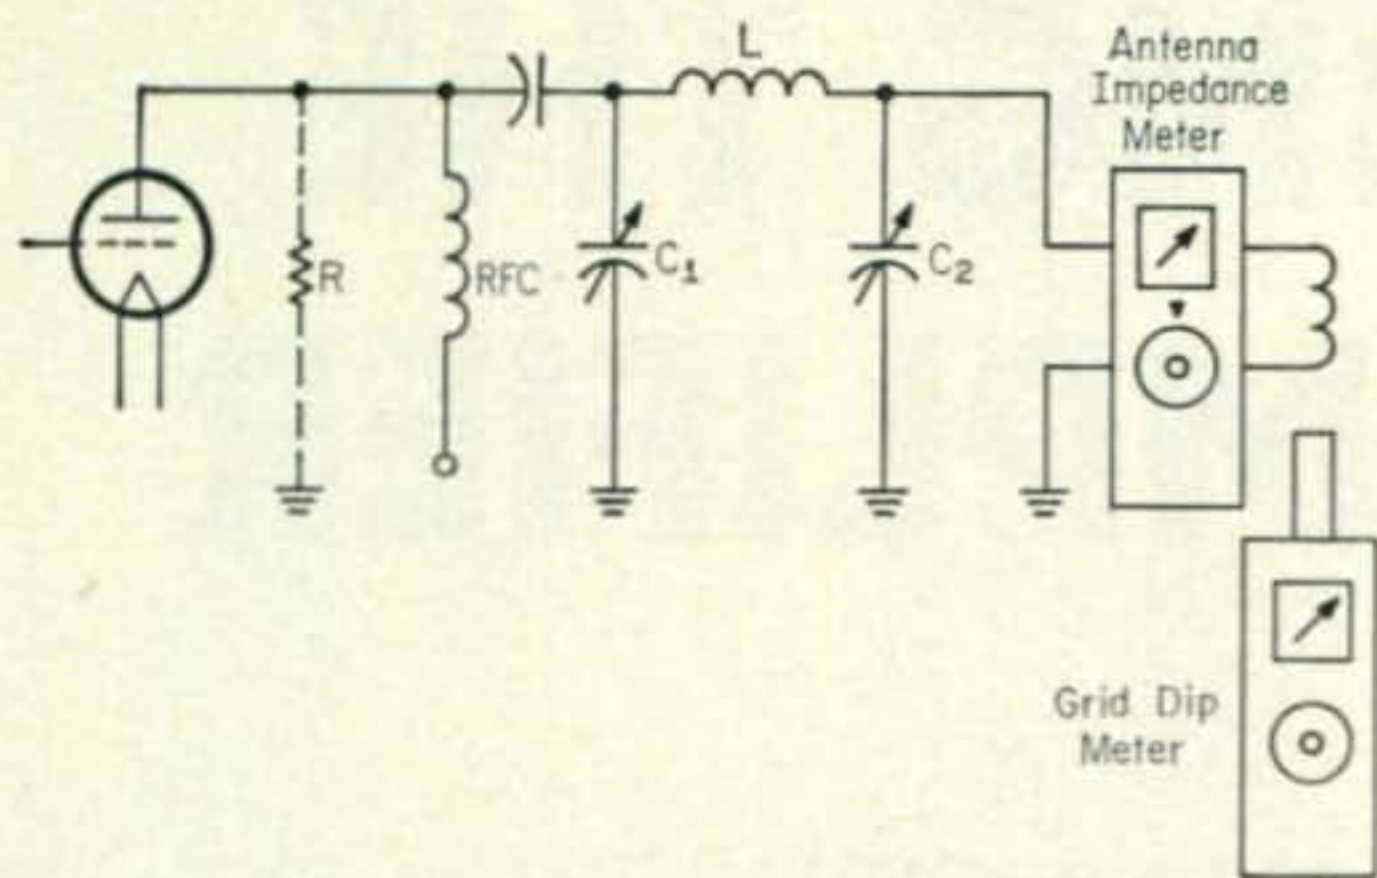 L
Antenna
Impedance
Meter
R
RFC
C₁
C₂
Grid Dip
Meter